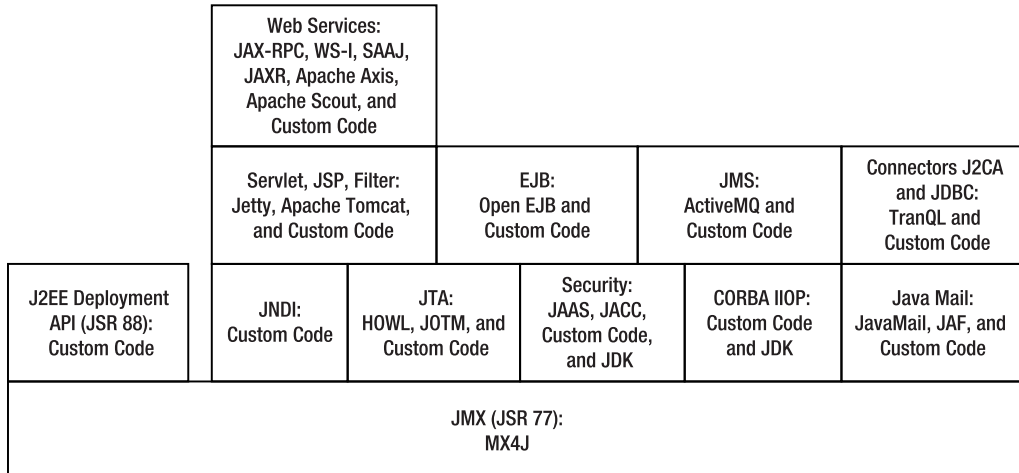 Web Services:
JAX-RPC, WS-I, SAAJ,
JAXR, Apache Axis,
Apache Scout, and
Custom Code
Servlet, JSP, Filter:
Jetty, Apache Tomcat,
and Custom Code
EJB:
Open EJB and
Custom Code
JMS:
ActiveMQ and
Custom Code
Connectors J2CA
and JDBC:
TranQL and
Custom Code
J2EE Deployment
API (JSR 88):
Custom Code
JNDI:
Custom Code
JTA:
HOWL, JOTM, and
Custom Code
Security:
JAAS, JACC,
Custom Code,
and JDK
CORBA IIOP:
Custom Code
and JDK
Java Mail:
JavaMail, JAF, and
Custom Code
JMX (JSR 77):
MX4J